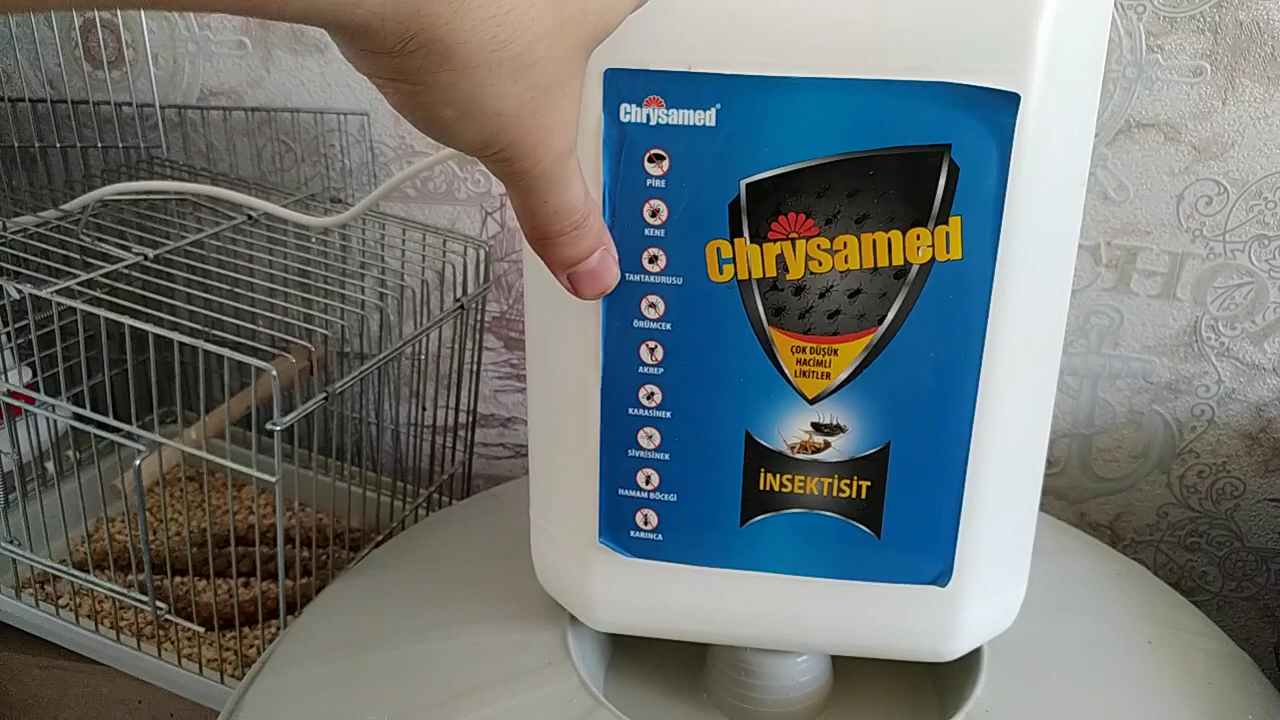 Chrysamed®
PİRE
KENE
TAHTAKURUSU
ÖRÜMCEK
AKREP
KARASİNEK
SİVRİSİNEK
HAMAM BÖCEĞİ
KARINCA
Chrysamed
ÇOK DÜŞÜK
HACİMLİ
LİKİTLER
İNSEKTİSİT